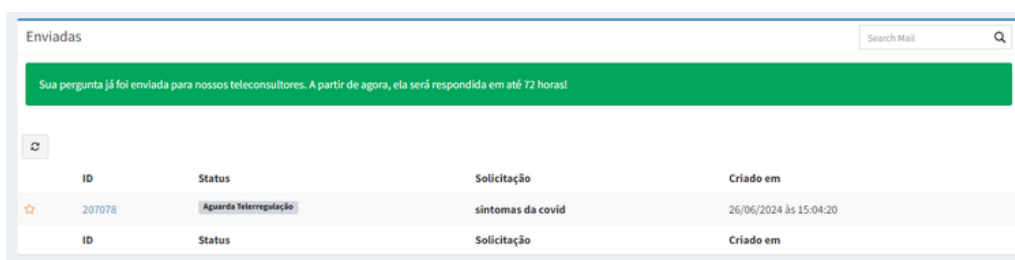 Enviadas
Search Mail
Sua pergunta já foi enviada para nossos teleconsultores. A partir de agora, ela será respondida em até 72 horas!
ID Status Solicitação Criado em
207078 Aguarda Telerregulação sintomas da covid 26/06/2024 às 15:04:20
ID Status Solicitação Criado em